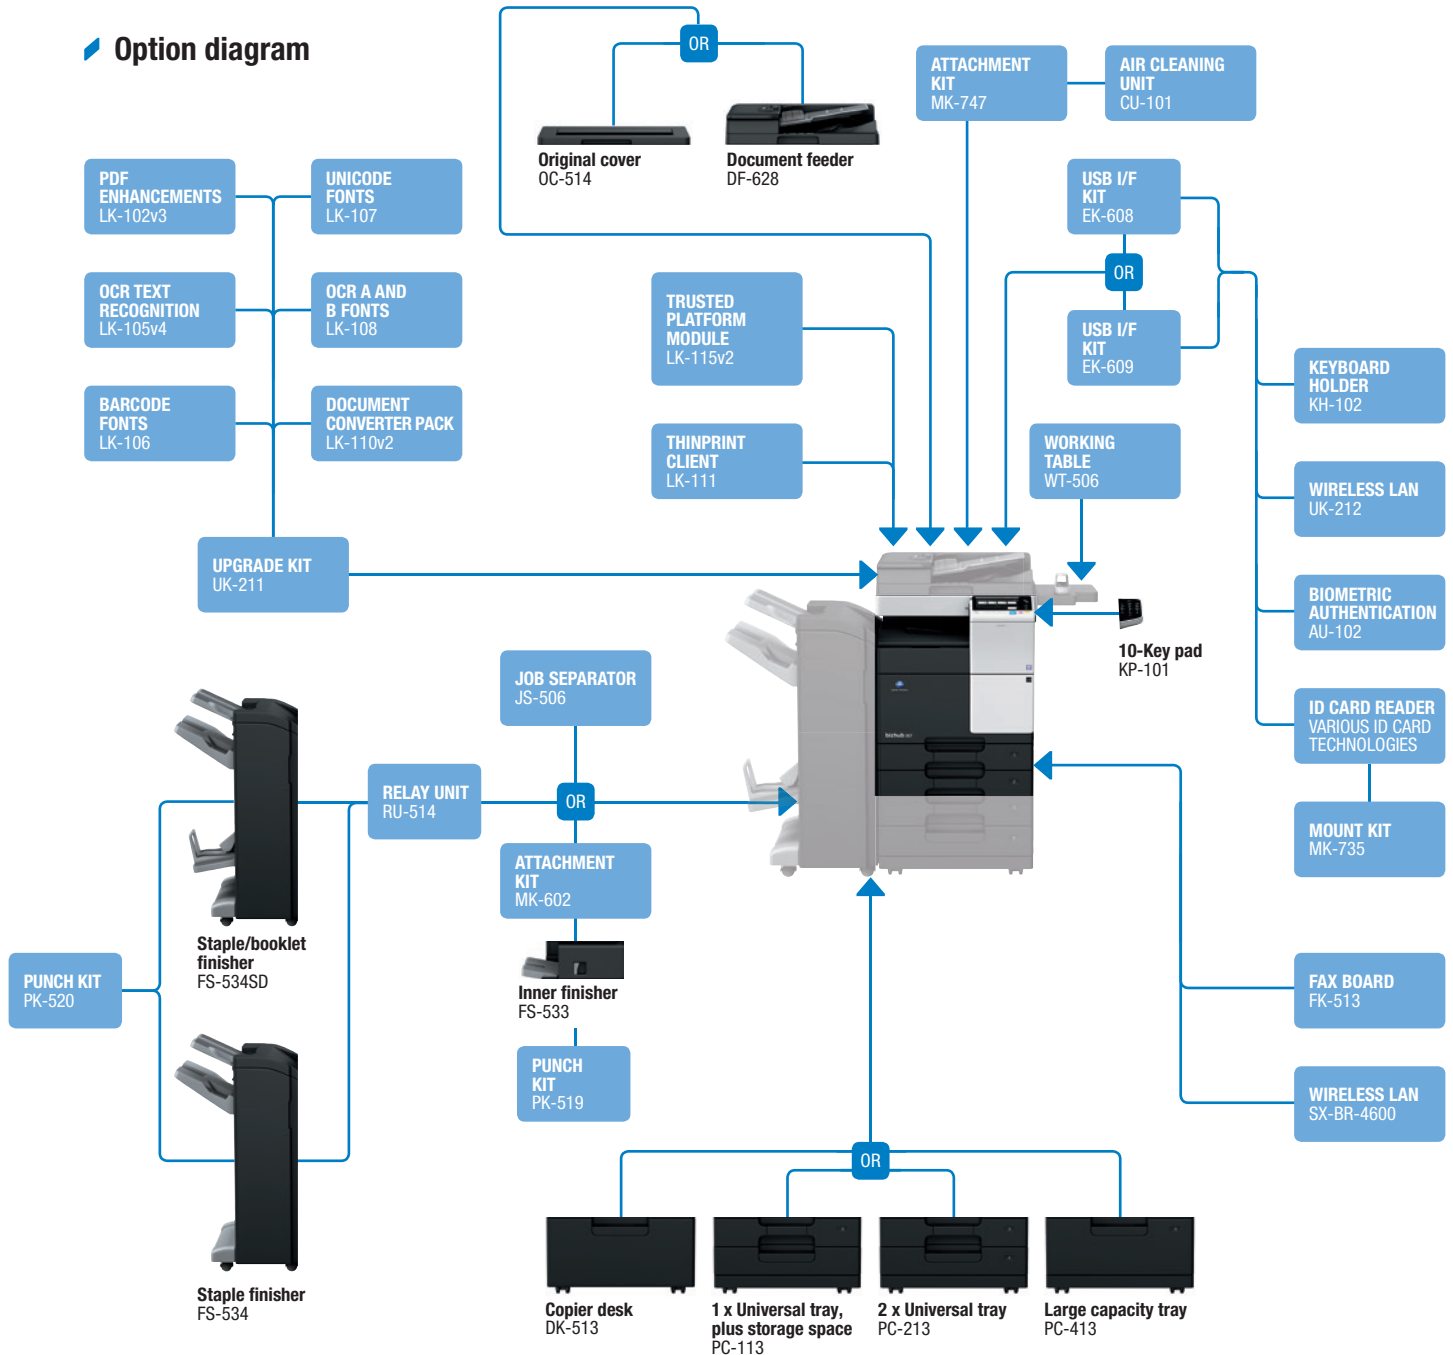 Option diagram
OR
Original cover
OC-514
Document feeder
DF-628
ATTACHMENT
KIT
MK-747
AIR CLEANING
UNIT
CU-101
PDF
ENHANCEMENTS
LK-102v3
UNICODE
FONTS
LK-107
OCR TEXT
RECOGNITION
LK-105v4
OCR A AND
B FONTS
LK-108
BARCODE
FONTS
LK-106
DOCUMENT
CONVERTER PACK
LK-110v2
UPGRADE KIT
UK-211
TRUSTED
PLATFORM
MODULE
LK-115v2
THINPRINT
CLIENT
LK-111
USB I/F
KIT
EK-608
OR
USB I/F
KIT
EK-609
WORKING
TABLE
WT-506
KEYBOARD
HOLDER
KH-102
WIRELESS LAN
UK-212
BIOMETRIC
AUTHENTICATION
AU-102
ID CARD READER
VARIOUS ID CARD
TECHNOLOGIES
MOUNT KIT
MK-735
10-Key pad
KP-101
bizhub
JOB SEPARATOR
JS-506
RELAY UNIT
RU-514
OR
ATTACHMENT
KIT
MK-602
Inner finisher
FS-533
PUNCH
KIT
PK-519
Staple/booklet
finisher
FS-534SD
PUNCH KIT
PK-520
Staple finisher
FS-534
FAX BOARD
FK-513
WIRELESS LAN
SX-BR-4600
OR
Copier desk
DK-513
1 x Universal tray,
plus storage space
PC-113
2 x Universal tray
PC-213
Large capacity tray
PC-413